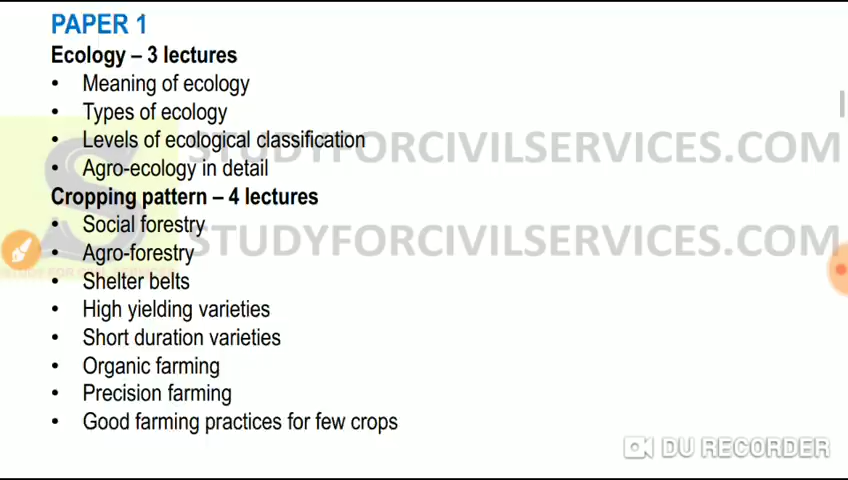 PAPER 1
Ecology – 3 lectures
• Meaning of ecology
• Types of ecology
• Levels of ecological classification
• Agro-ecology in detail
Cropping pattern – 4 lectures
• Social forestry
• Agro-forestry
• Shelter belts
• High yielding varieties
• Short duration varieties
• Organic farming
• Precision farming
• Good farming practices for few crops
STUDYFORCIVILSERVICES.COM
STUDYFORCIVILSERVICES.COM
DU RECORDER